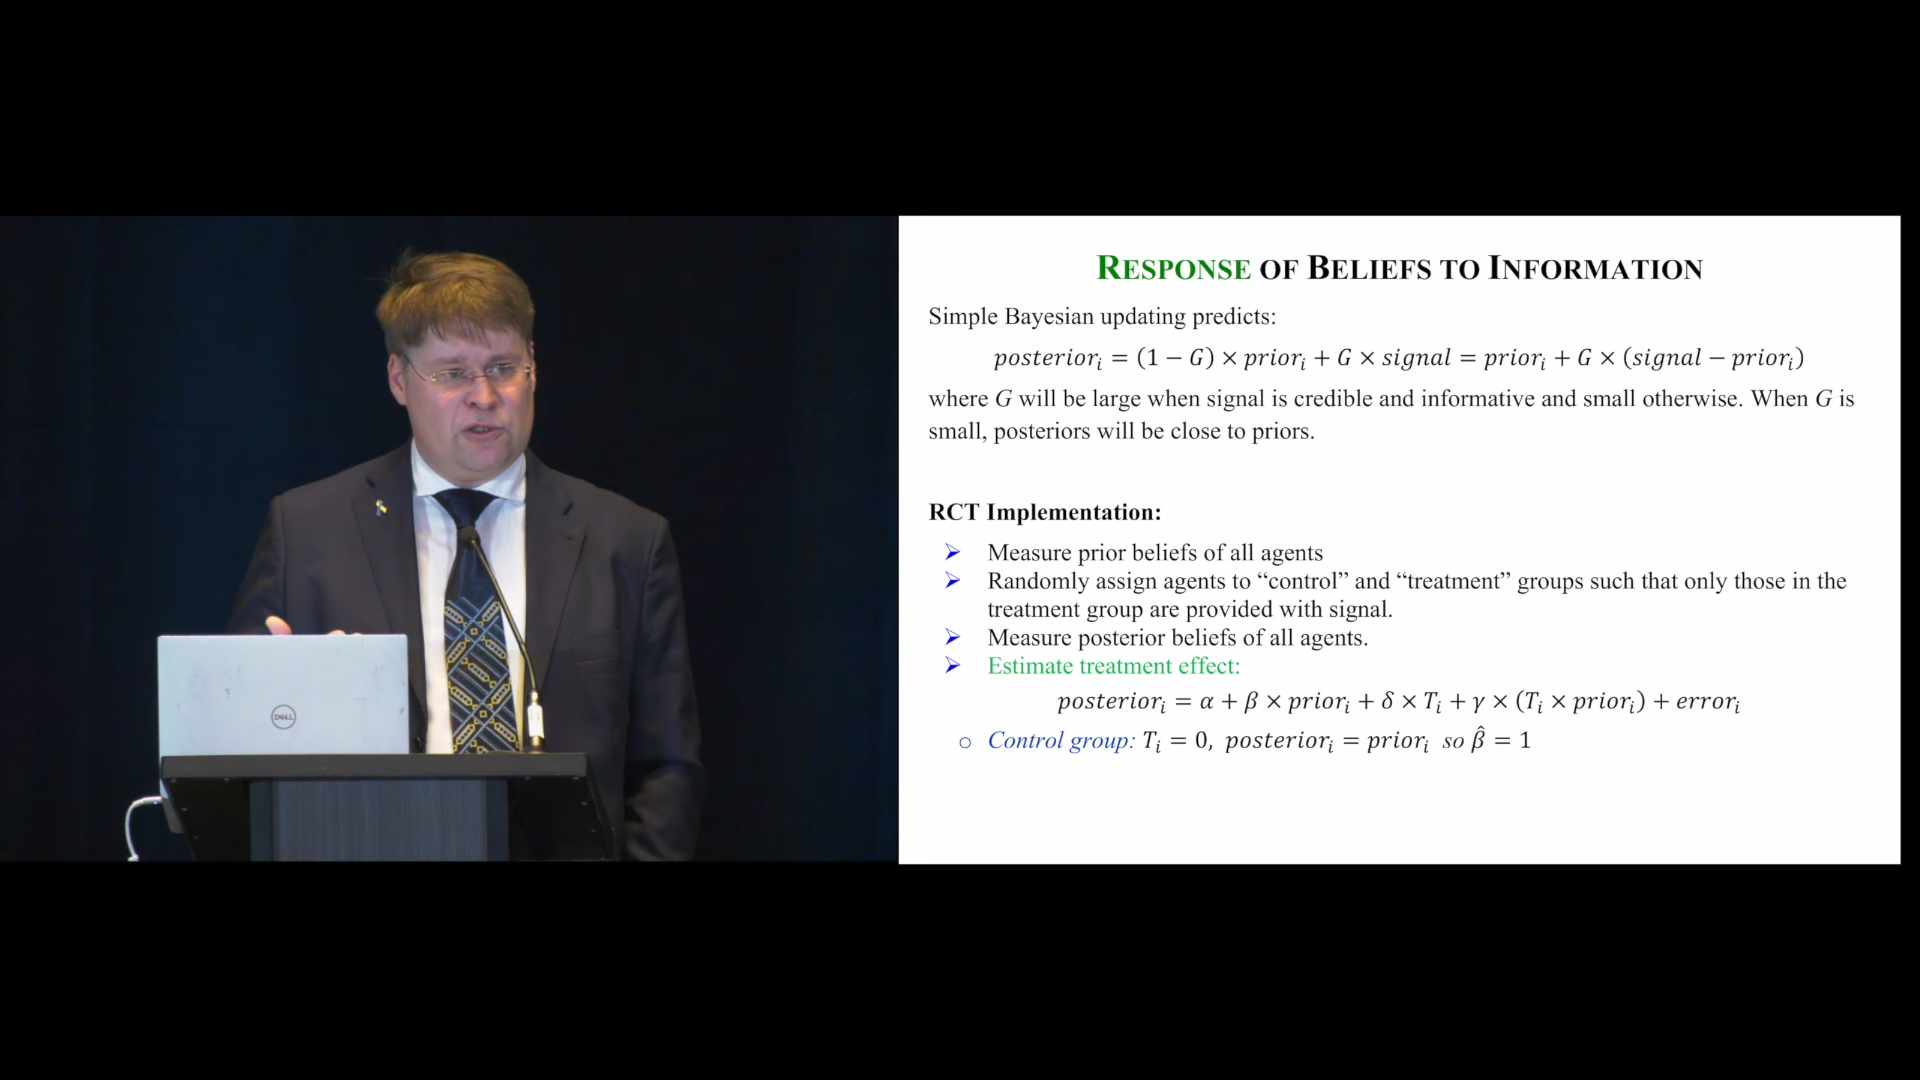 RESPONSE OF BELIEFS TO INFORMATION
Simple Bayesian updating predicts:
posteriorᵢ = (1 − G) × priorᵢ + G × signal = priorᵢ + G × (signal − priorᵢ)
where G will be large when signal is credible and informative and small otherwise. When G is
small, posteriors will be close to priors.
RCT Implementation:
➢ Measure prior beliefs of all agents
➢ Randomly assign agents to “control” and “treatment” groups such that only those in the
treatment group are provided with signal.
➢ Measure posterior beliefs of all agents.
➢ Estimate treatment effect:
posteriorᵢ = α + β × priorᵢ + δ × Tᵢ + γ × (Tᵢ × priorᵢ) + errorᵢ
○ Control group: Tᵢ = 0, posteriorᵢ = priorᵢ so β̂ = 1
DELL